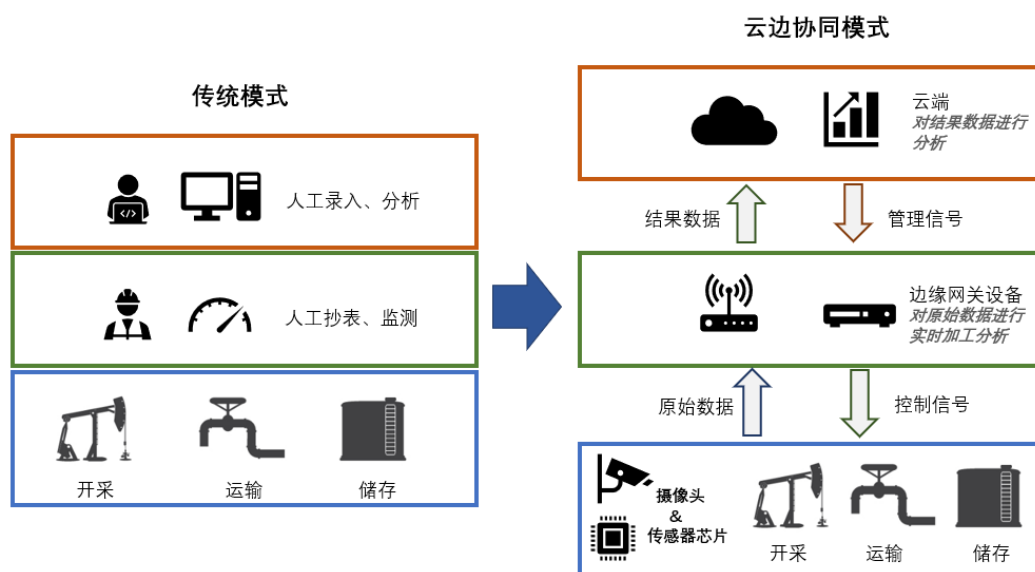 传统模式
人工录入、分析
人工抄表、监测
开采
运输
储存
云边协同模式
云端
对结果数据进行
分析
结果数据
管理信号
边缘网关设备
对原始数据进行
实时加工分析
原始数据
控制信号
摄像头
&
传感器芯片
开采
运输
储存